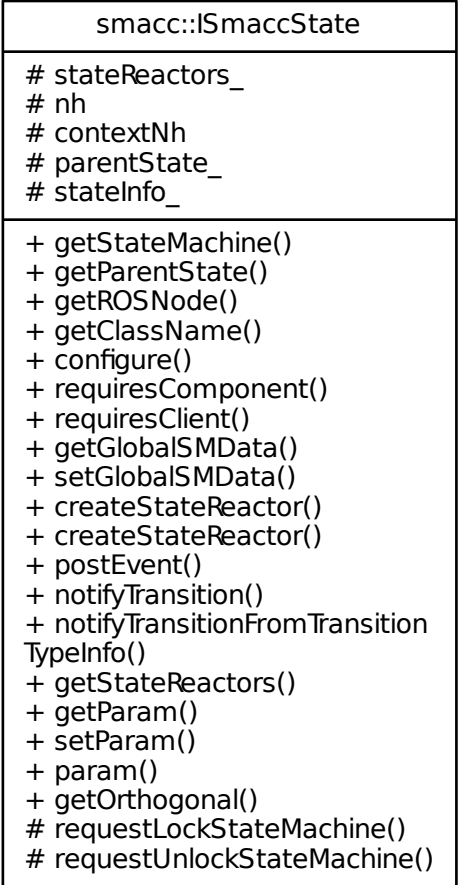 smacc::ISmaccState
# stateReactors_
# nh
# contextNh
# parentState_
# stateInfo_
+ getStateMachine()
+ getParentState()
+ getROSNode()
+ getClassName()
+ configure()
+ requiresComponent()
+ requiresClient()
+ getGlobalSMData()
+ setGlobalSMData()
+ createStateReactor()
+ createStateReactor()
+ postEvent()
+ notifyTransition()
+ notifyTransitionFromTransition
TypeInfo()
+ getStateReactors()
+ getParam()
+ setParam()
+ param()
+ getOrthogonal()
# requestLockStateMachine()
# requestUnlockStateMachine()